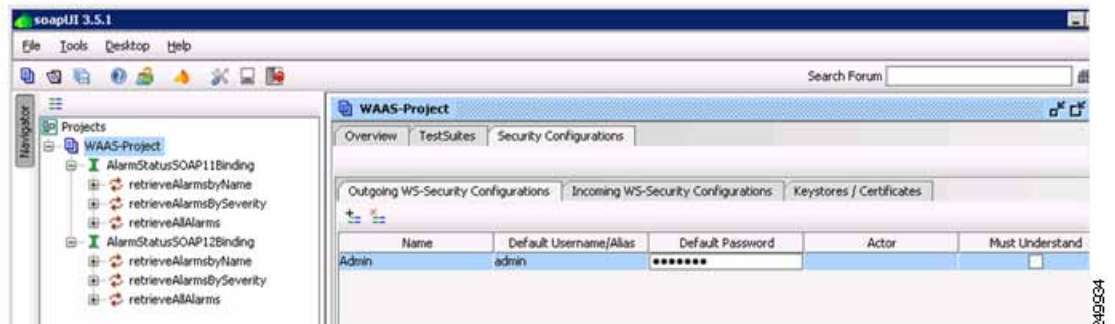 soapUI 3.5.1
File Tools Desktop Help
Search Forum
Navigator
Projects
WAAS-Project
AlarmStatusSOAP11Binding
retrieveAlarmsbyName
retrieveAlarmsBySeverity
retrieveAllAlarms
AlarmStatusSOAP12Binding
retrieveAlarmsbyName
retrieveAlarmsBySeverity
retrieveAllAlarms
WAAS-Project
Overview TestSuites Security Configurations
Outgoing WS-Security Configurations Incoming WS-Security Configurations Keystores / Certificates
Name Default Username/Alias Default Password Actor Must Understand
Admin admin •••••••
249934